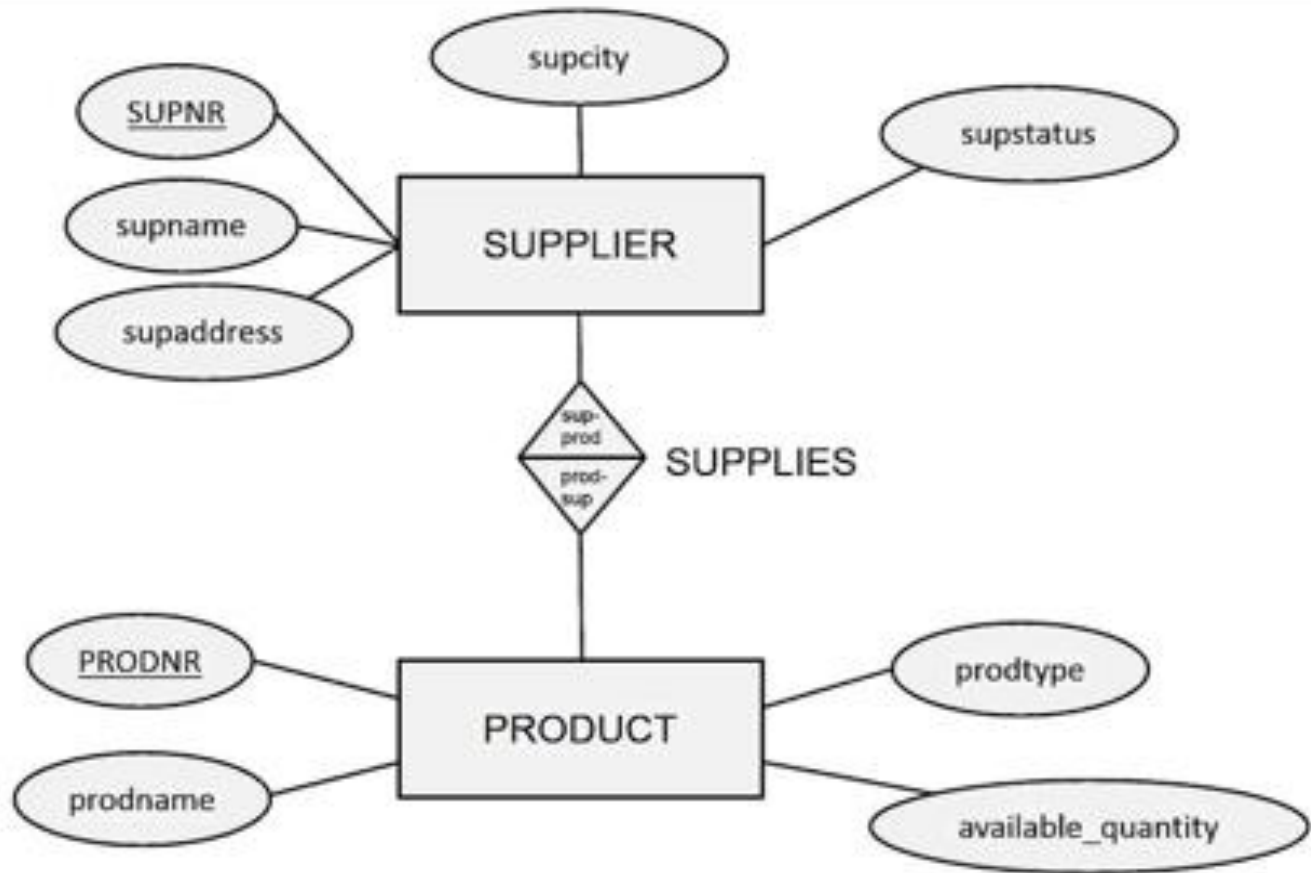 supcity
SUPNR
supstatus
supname
SUPPLIER
supaddress
sup-
prod
SUPPLIES
prod-
sup
PRODNR
prodtype
PRODUCT
prodname
available_quantity